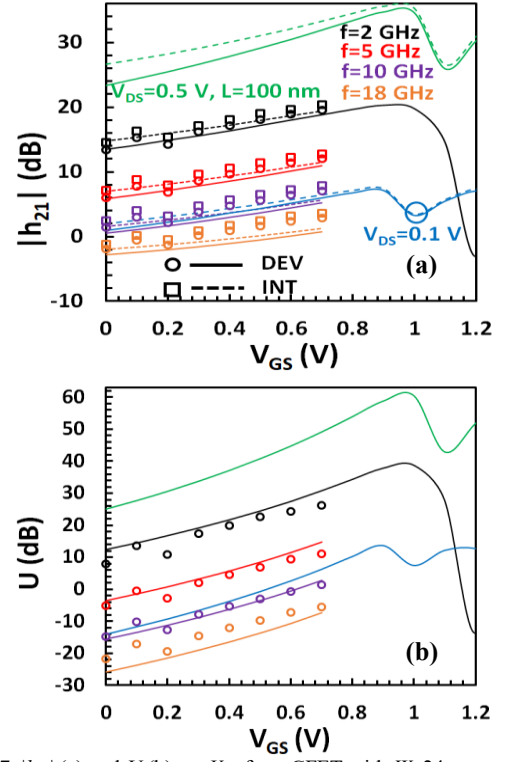 30
20
10
0
-10
|h21| (dB)
f=2 GHz
f=5 GHz
f=10 GHz
f=18 GHz
VDS=0.5 V, L=100 nm
VDS=0.1 V
DEV
INT
(a)
0 0.2 0.4 0.6 0.8 1 1.2
VGS (V)
60
50
40
30
20
10
0
-10
-20
-30
U (dB)
(b)
0 0.2 0.4 0.6 0.8 1 1.2
VGS (V)